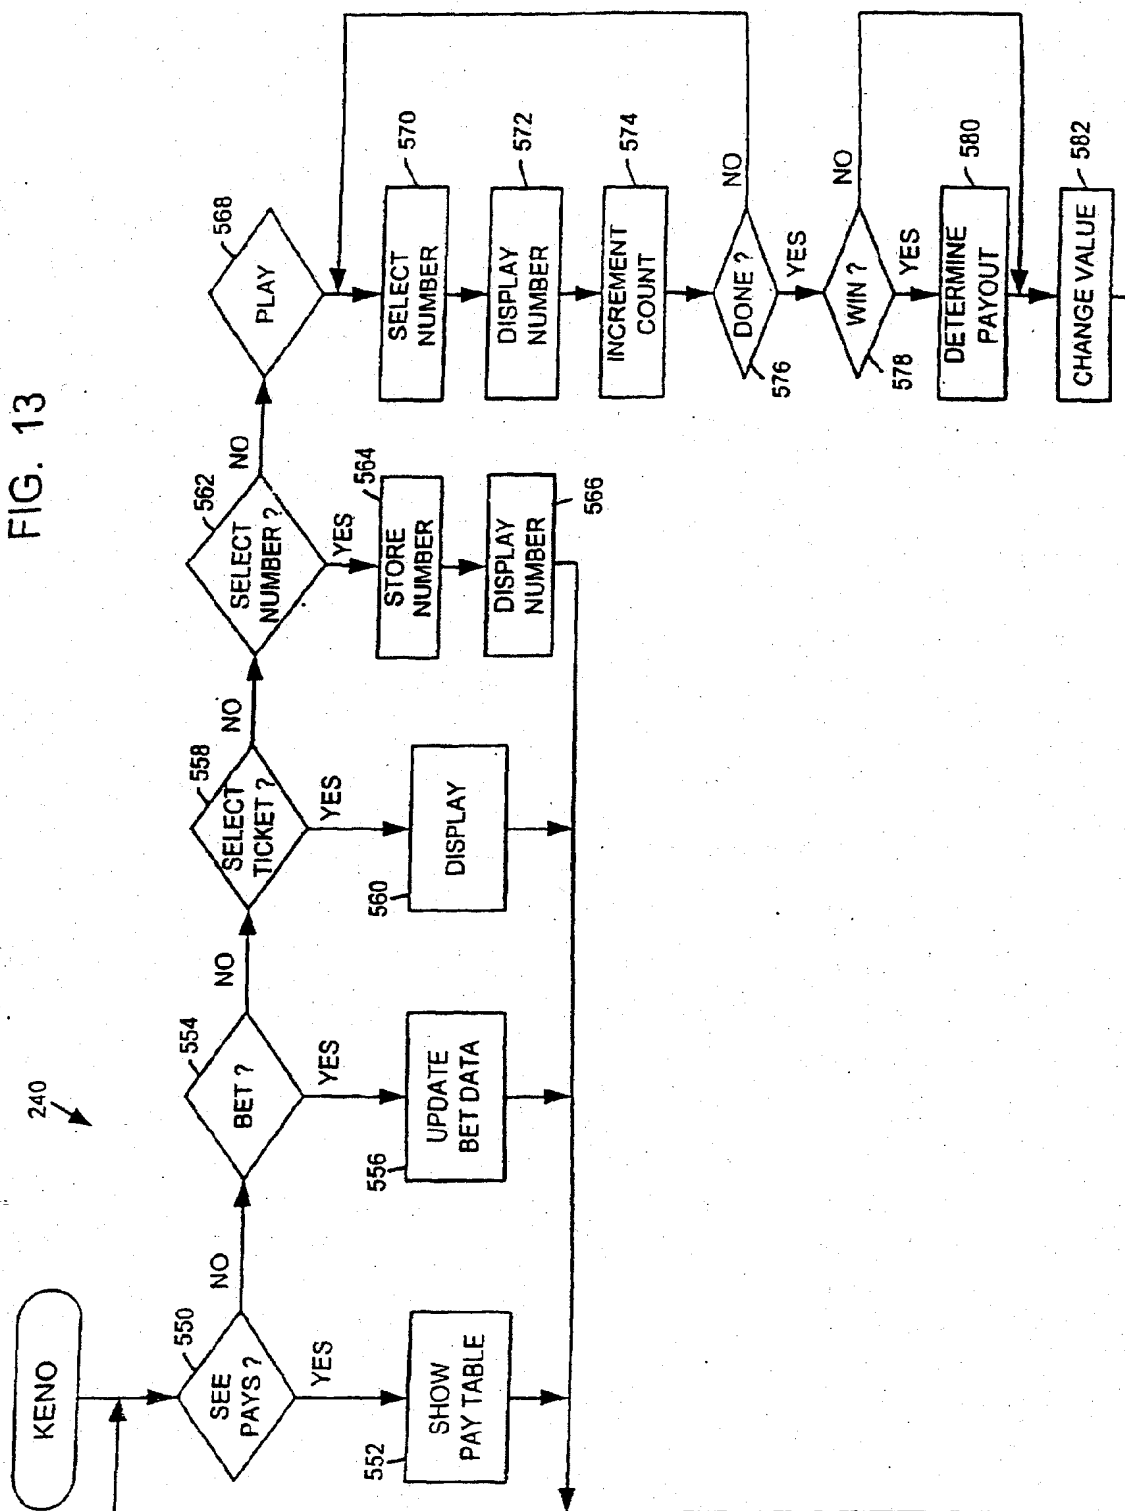 FIG. 13
240
KENO
550
SEE
PAYS ?
NO
YES
552
SHOW
PAY TABLE
554
BET ?
NO
YES
556
UPDATE
BET DATA
558
SELECT
TICKET ?
NO
YES
560
DISPLAY
562
SELECT
NUMBER ?
NO
YES
564
STORE
NUMBER
566
DISPLAY
NUMBER
568
PLAY
570
SELECT
NUMBER
572
DISPLAY
NUMBER
574
INCREMENT
COUNT
576
DONE ?
NO
YES
578
WIN ?
NO
YES
580
DETERMINE
PAYOUT
582
CHANGE VALUE